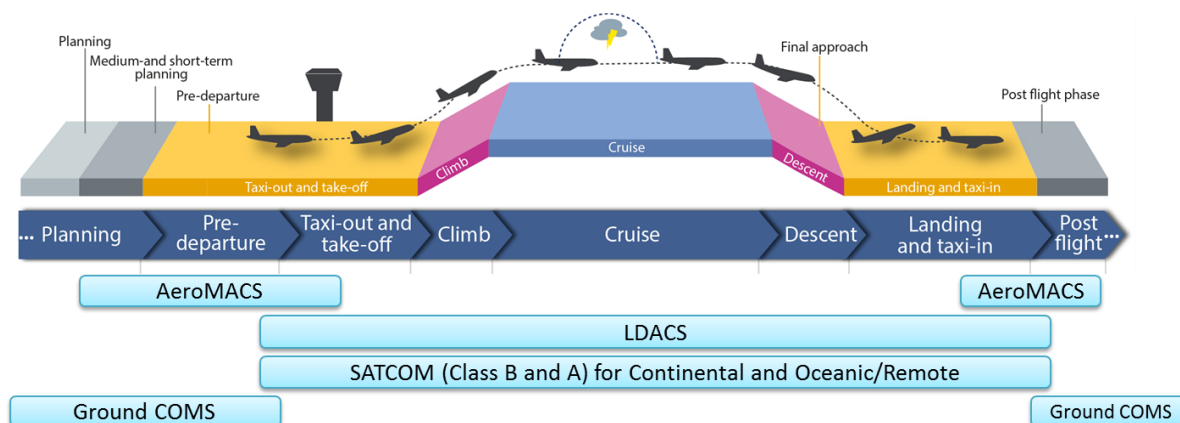 Planning
Medium-and short-term
planning
Pre-departure
Final approach
Post flight phase
Cruise
Climb
Descent
Taxi-out and take-off
Landing and taxi-in
... Planning
Pre-
departure
Taxi-out and
take-off
Climb
Cruise
Descent
Landing
and taxi-in
Post
flight...
AeroMACS
AeroMACS
LDACS
SATCOM (Class B and A) for Continental and Oceanic/Remote
Ground COMS
Ground COMS